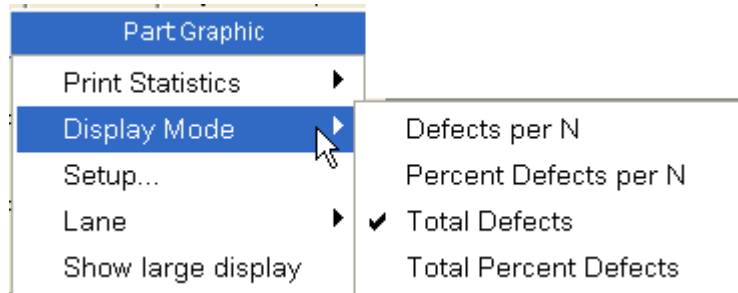 Part Graphic
Print Statistics
Display Mode
Setup...
Lane
Show large display
Defects per N
Percent Defects per N
Total Defects
Total Percent Defects